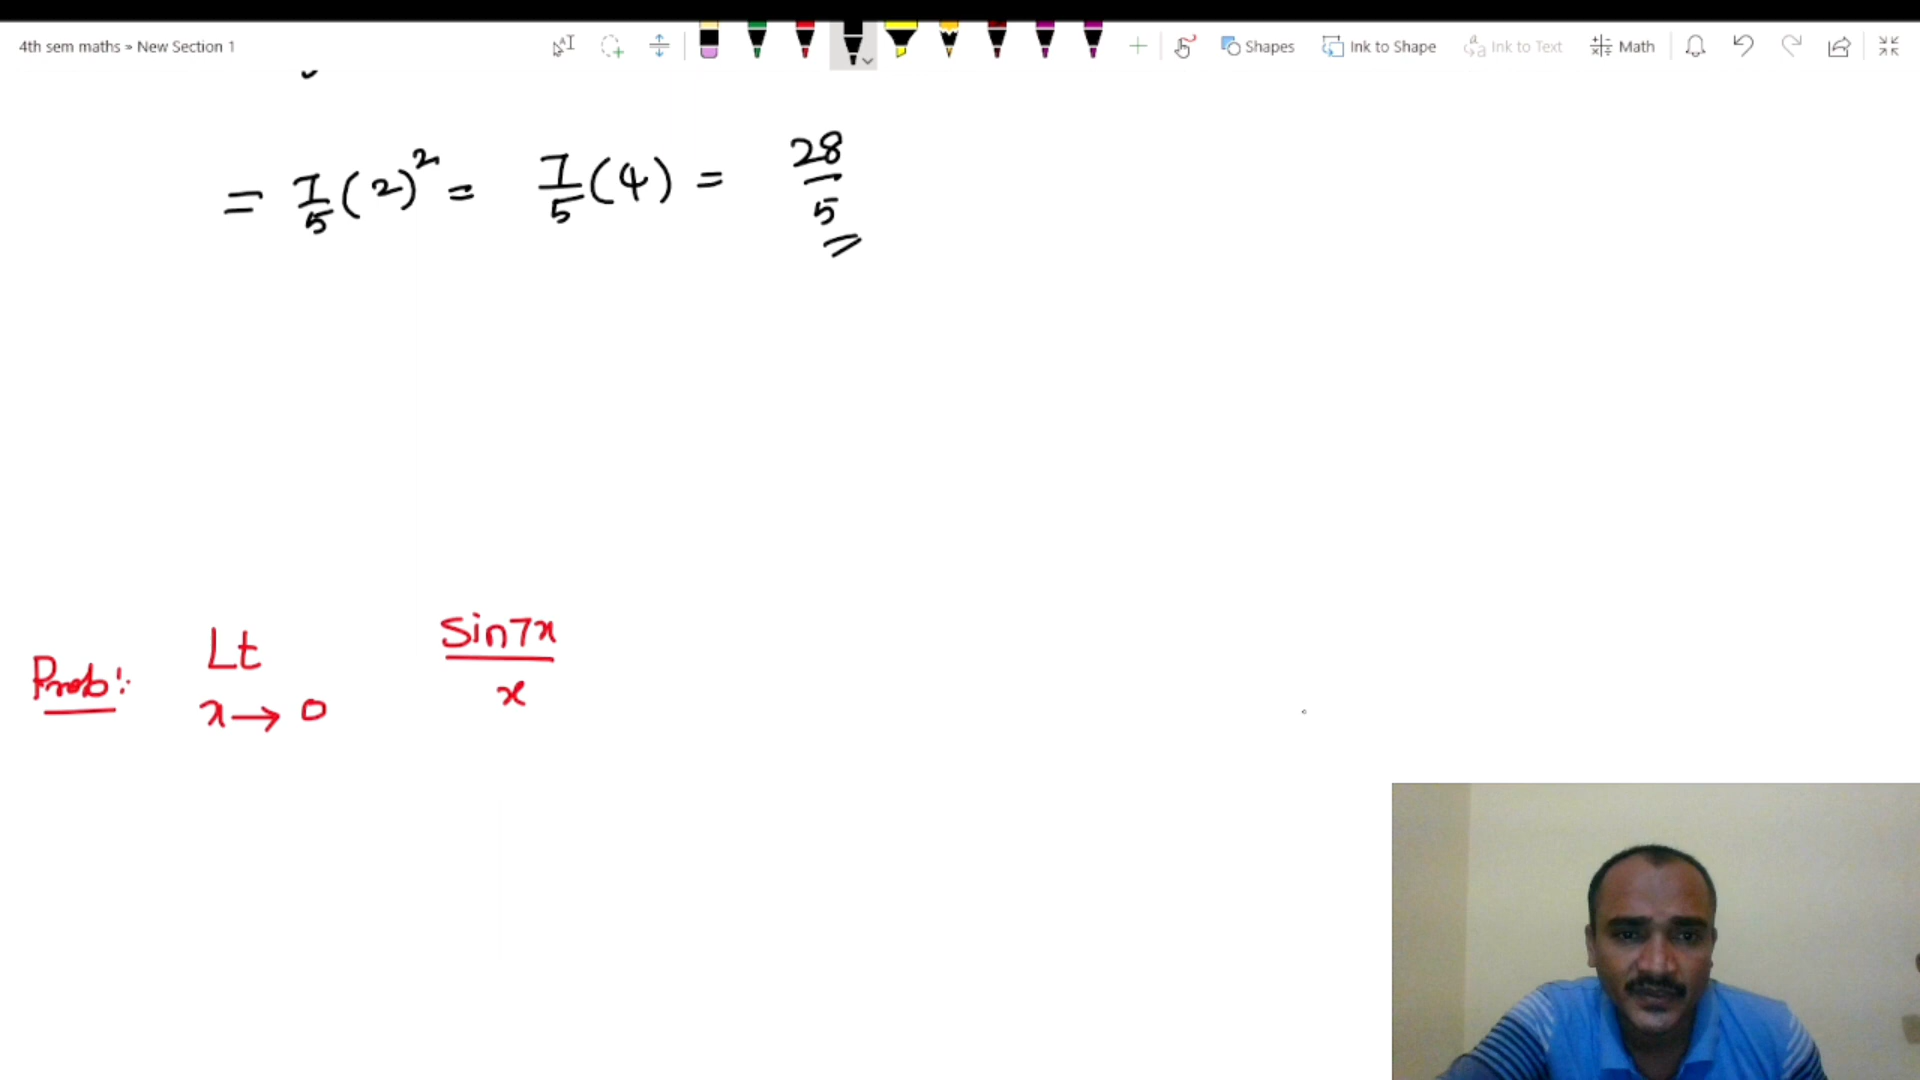 4th sem maths » New Section 1
Shapes
Ink to Shape
Ink to Text
Math
= 7/5 (2)² = 7/5 (4) = 28/5
Prob:
Lt
x→0
Sin7x
x